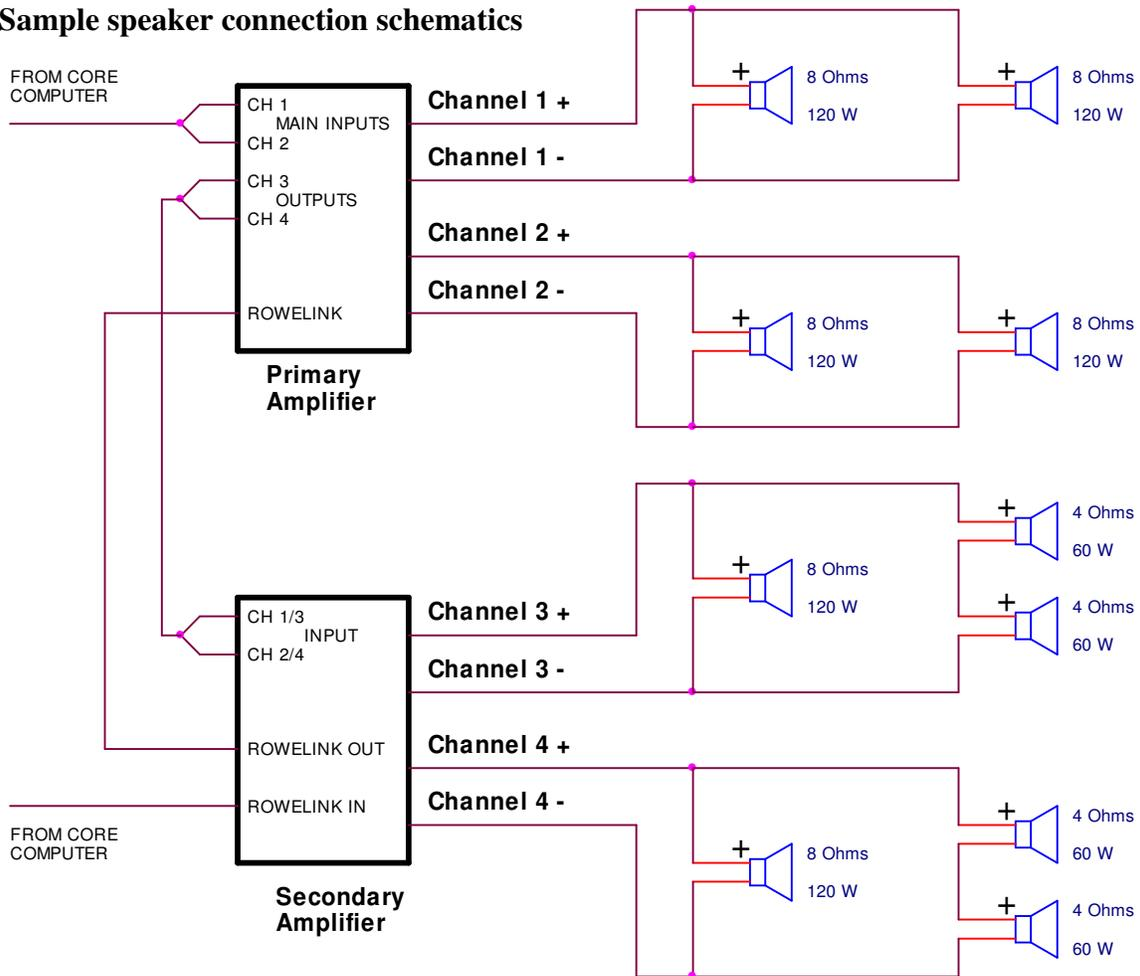 Sample speaker connection schematics
FROM CORE
COMPUTER
CH 1
MAIN INPUTS
CH 2
CH 3
OUTPUTS
CH 4
ROWELINK
Primary
Amplifier
Channel 1 +
Channel 1 -
Channel 2 +
Channel 2 -
+
8 Ohms
120 W
+
8 Ohms
120 W
+
8 Ohms
120 W
+
8 Ohms
120 W
CH 1/3
INPUT
CH 2/4
ROWELINK OUT
ROWELINK IN
FROM CORE
COMPUTER
Secondary
Amplifier
Channel 3 +
Channel 3 -
Channel 4 +
Channel 4 -
+
8 Ohms
120 W
+
4 Ohms
60 W
+
4 Ohms
60 W
+
8 Ohms
120 W
+
4 Ohms
60 W
+
4 Ohms
60 W